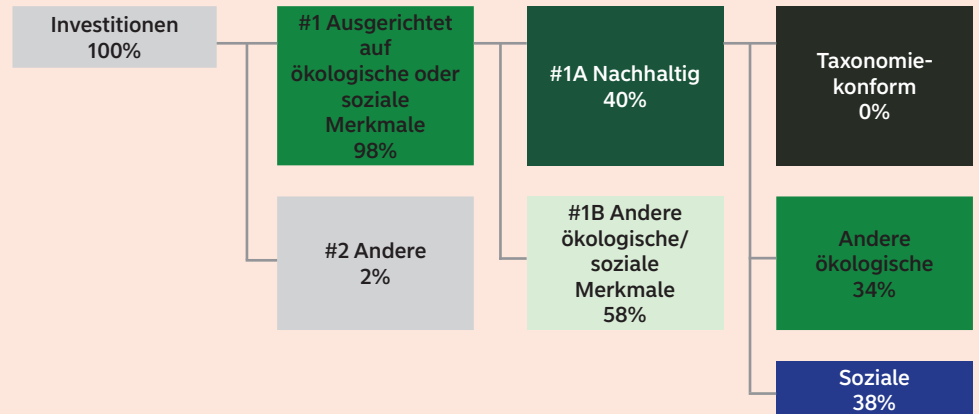 Investitionen
100%
#1 Ausgerichtet
auf
ökologische oder
soziale
Merkmale
98%
#1A Nachhaltig
40%
Taxonomie-
konform
0%
#2 Andere
2%
#1B Andere
ökologische/
soziale
Merkmale
58%
Andere
ökologische
34%
Soziale
38%